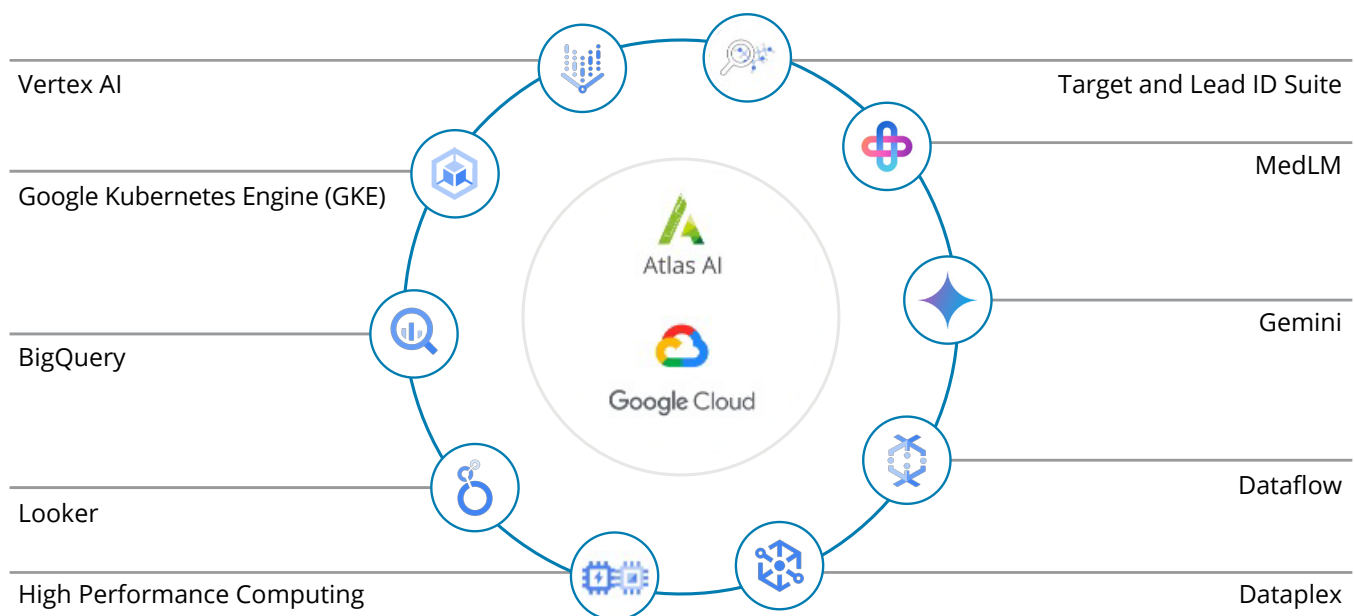 Vertex AI
Target and Lead ID Suite
MedLM
Google Kubernetes Engine (GKE)
Atlas AI
Gemini
BigQuery
Google Cloud
Dataflow
Looker
High Performance Computing
Dataplex